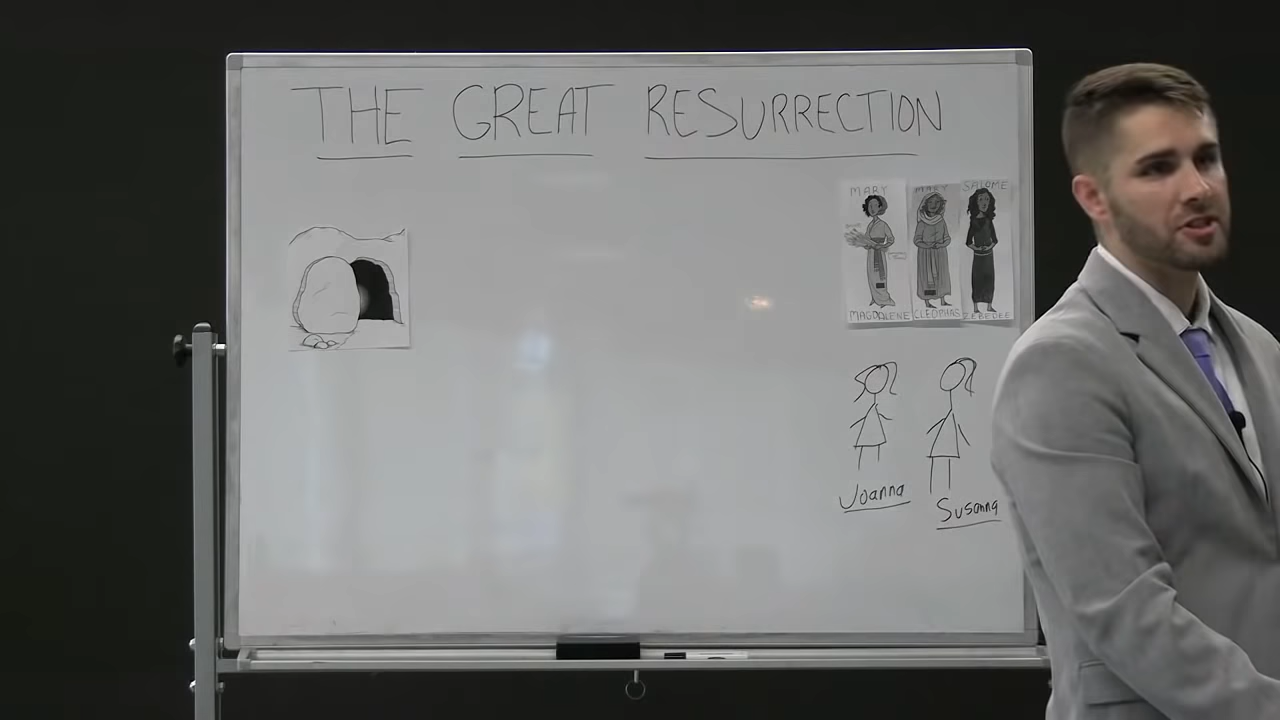 THE GREAT RESURRECTION
MARY MARY SALOME
MAGDALENE CLEOPHAS ZEBEDEE
Joanna
Susanna